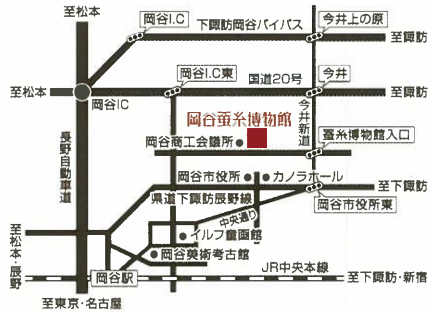 至松本
岡谷I.C
下諏訪岡谷バイパス
今井上の原
至諏訪
岡谷I.C東
国道20号
今井
至松本
至諏訪
岡谷IC
岡谷蚕糸博物館
今井新道
岡谷商工会議所
蚕糸博物館入口
長野自動車道
岡谷市役所
カノラホール
至下諏訪
県道下諏訪辰野線
岡谷市役所東
中央通り
イルフ童画館
至松本・辰野
岡谷美術考古館
岡谷駅
JR中央本線
至下諏訪・新宿
至東京・名古屋